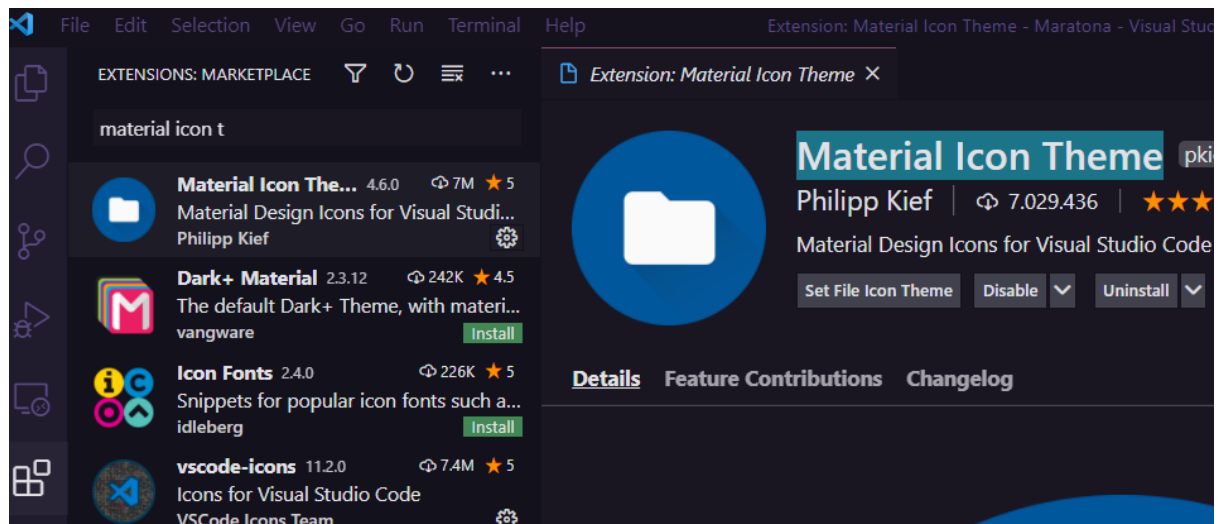 File Edit Selection View Go Run Terminal Help Extension: Material Icon Theme - Maratona - Visual Stud
EXTENSIONS: MARKETPLACE
Extension: Material Icon Theme
material icon t
Material Icon The... 4.6.0 7M 5
Material Design Icons for Visual Studi...
Philipp Kief
Dark+ Material 2.3.12 242K 4.5
The default Dark+ Theme, with materi...
vangware Install
Icon Fonts 2.4.0 226K 5
Snippets for popular icon fonts such a...
idleberg Install
vscode-icons 11.2.0 7.4M 5
Icons for Visual Studio Code
VSCode Icons Team
Material Icon Theme pki
Philipp Kief 7.029.436
Material Design Icons for Visual Studio Code
Set File Icon Theme Disable Uninstall
Details Feature Contributions Changelog